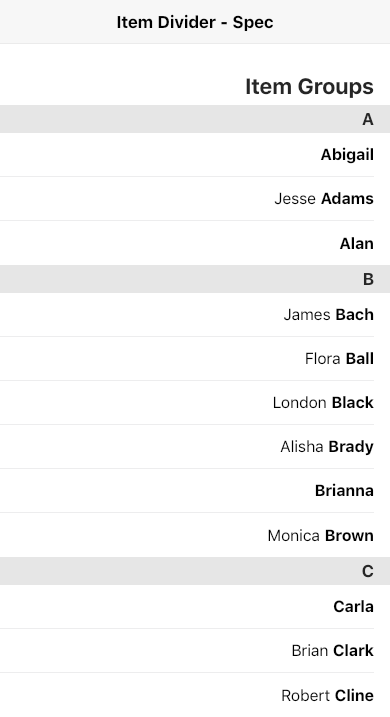 Item Divider - Spec
Item Groups
A
Abigail
Jesse Adams
Alan
B
James Bach
Flora Ball
London Black
Alisha Brady
Brianna
Monica Brown
C
Carla
Brian Clark
Robert Cline